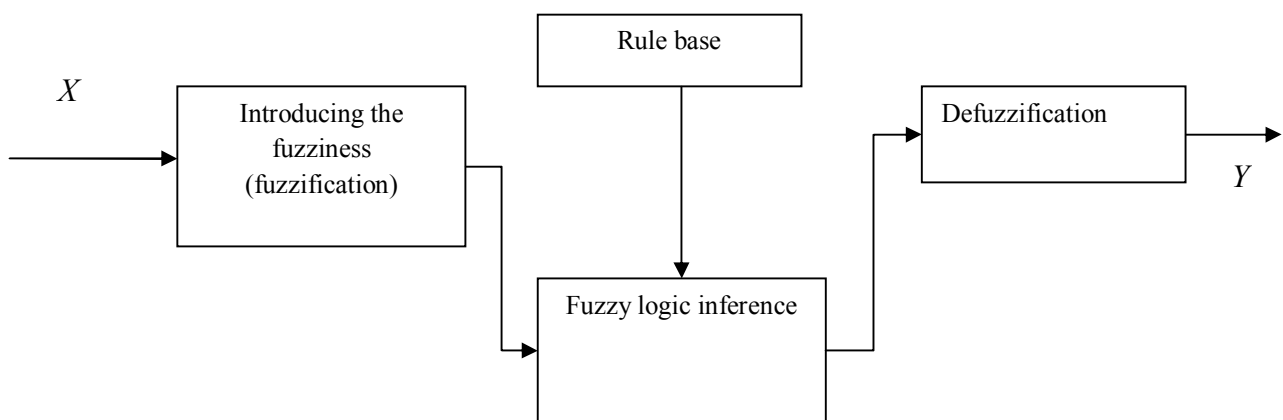 Rule base
X
Introducing the
fuzziness
(fuzzification)
Defuzzification
Y
Fuzzy logic inference